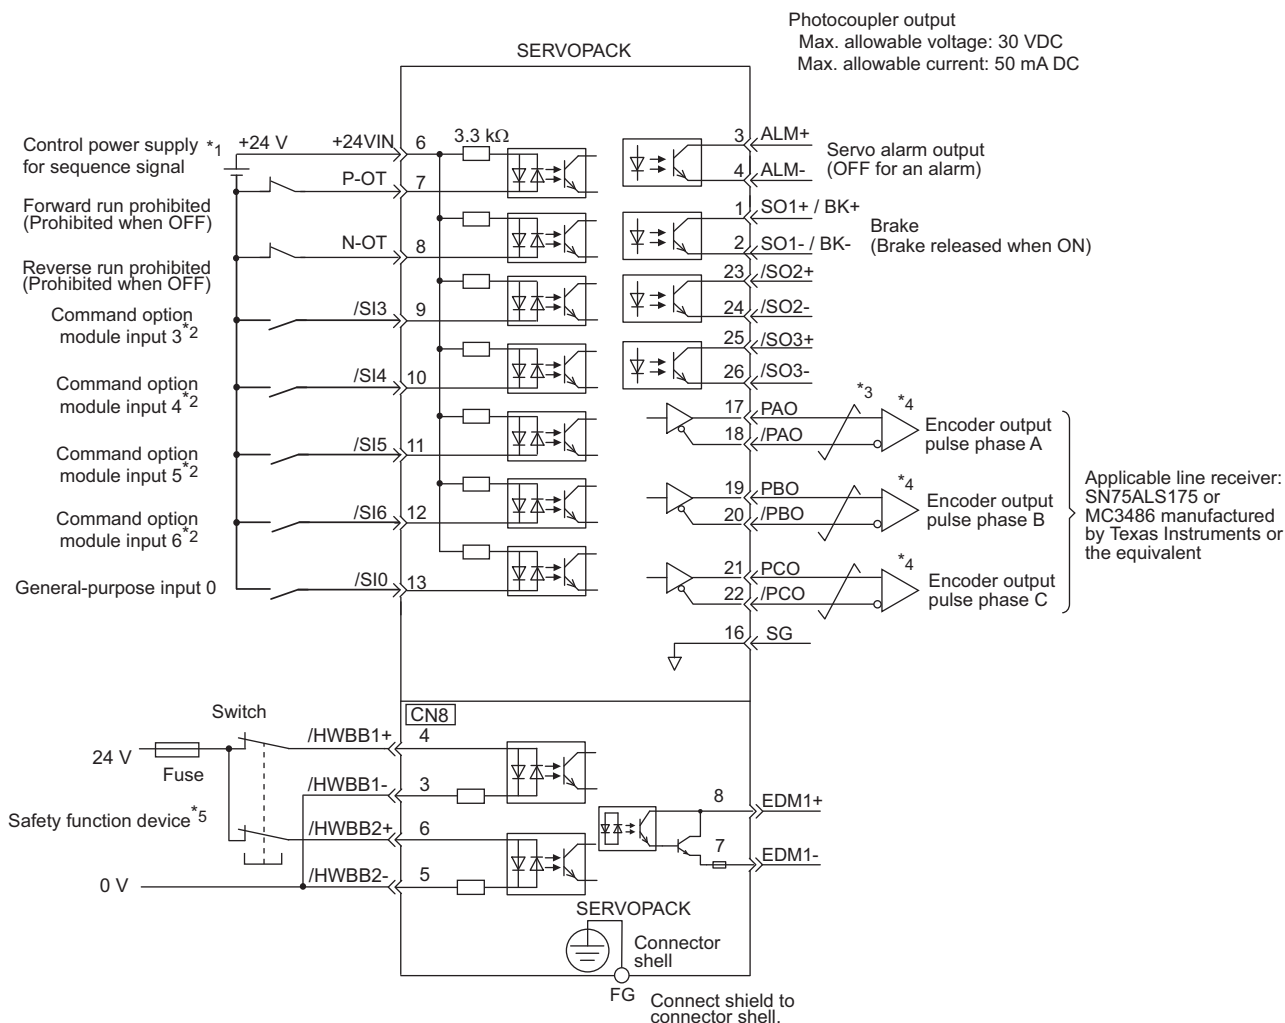 Photocoupler output
Max. allowable voltage: 30 VDC
Max. allowable current: 50 mA DC
SERVOPACK
Control power supply
for sequence signal
*1
+24 V
+24VIN
6
3.3 kΩ
P-OT
7
Forward run prohibited
(Prohibited when OFF)
N-OT
8
Reverse run prohibited
(Prohibited when OFF)
Command option
module input 3*2
/SI3
9
Command option
module input 4*2
/SI4
10
Command option
module input 5*2
/SI5
11
Command option
module input 6*2
/SI6
12
General-purpose input 0
/SI0
13
3 ALM+
4 ALM-
Servo alarm output
(OFF for an alarm)
1 SO1+ / BK+
2 SO1- / BK-
Brake
(Brake released when ON)
23 /SO2+
24 /SO2-
25 /SO3+
26 /SO3-
*3
*4
17 PAO
18 /PAO
Encoder output
pulse phase A
*4
19 PBO
20 /PBO
Encoder output
pulse phase B
*4
21 PCO
22 /PCO
Encoder output
pulse phase C
Applicable line receiver:
SN75ALS175 or
MC3486 manufactured
by Texas Instruments or
the equivalent
16 SG
CN8
Switch
24 V
Fuse
/HWBB1+ 4
/HWBB1- 3
Safety function device*5
/HWBB2+ 6
/HWBB2- 5
0 V
8 EDM1+
7 EDM1-
SERVOPACK
Connector
shell
FG
Connect shield to
connector shell.